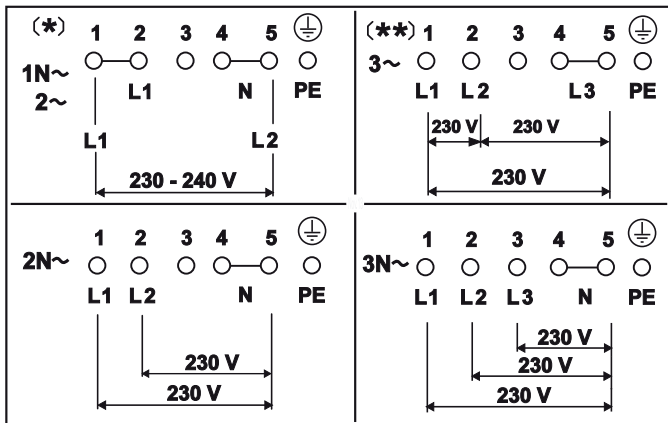 (*) 1 2 3 4 5
1N~
2~
L1 N PE
L1 L2
230 - 240 V
(**) 1 2 3 4 5
3~
L1 L2 L3 PE
230 V 230 V
230 V
1 2 3 4 5
2N~
L1 L2 N PE
230 V
230 V
1 2 3 4 5
3N~
L1 L2 L3 N PE
230 V
230 V
230 V